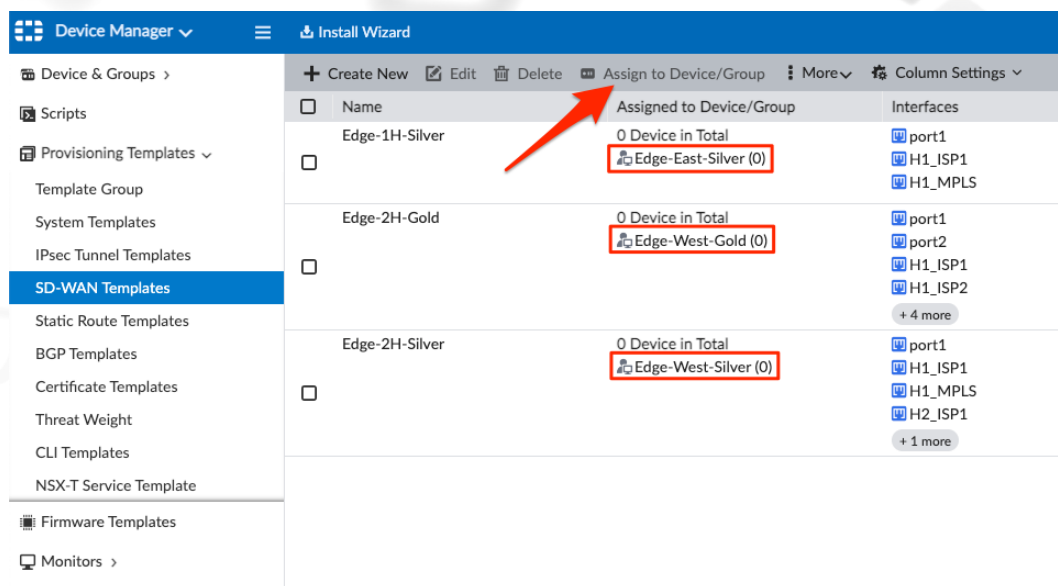 Device Manager
Install Wizard
Device & Groups
Scripts
Provisioning Templates
Template Group
System Templates
IPsec Tunnel Templates
SD-WAN Templates
Static Route Templates
BGP Templates
Certificate Templates
Threat Weight
CLI Templates
NSX-T Service Template
Firmware Templates
Monitors
Create New Edit Delete Assign to Device/Group More Column Settings
Name Assigned to Device/Group Interfaces
Edge-1H-Silver 0 Device in Total port1
Edge-East-Silver (0) H1_ISP1
H1_MPLS
Edge-2H-Gold 0 Device in Total port1
Edge-West-Gold (0) port2
H1_ISP1
H1_ISP2
+ 4 more
Edge-2H-Silver 0 Device in Total port1
Edge-West-Silver (0) H1_ISP1
H1_MPLS
H2_ISP1
+ 1 more